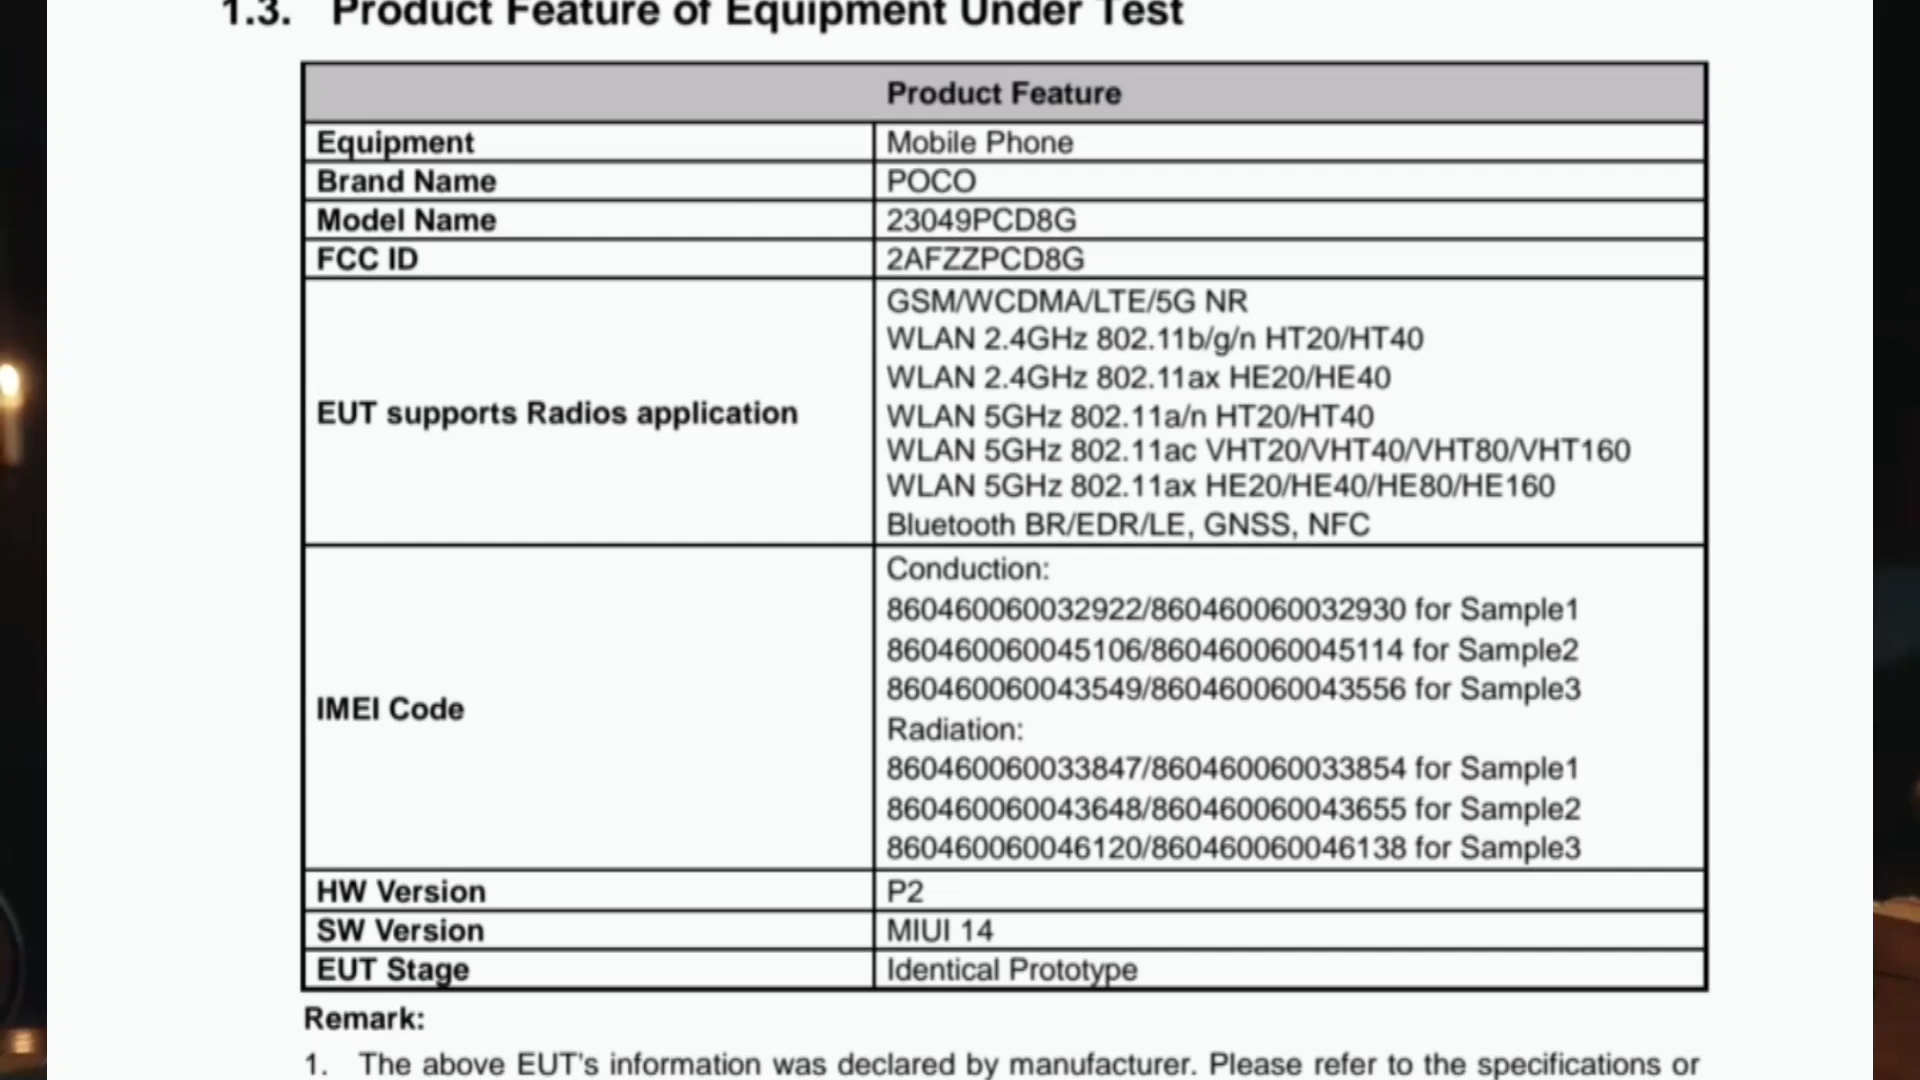 1.3. Product Feature of Equipment Under Test
Product Feature
Equipment Mobile Phone
Brand Name POCO
Model Name 23049PCD8G
FCC ID 2AFZZPCD8G
EUT supports Radios application
GSM/WCDMA/LTE/5G NR
WLAN 2.4GHz 802.11b/g/n HT20/HT40
WLAN 2.4GHz 802.11ax HE20/HE40
WLAN 5GHz 802.11a/n HT20/HT40
WLAN 5GHz 802.11ac VHT20/VHT40/VHT80/VHT160
WLAN 5GHz 802.11ax HE20/HE40/HE80/HE160
Bluetooth BR/EDR/LE, GNSS, NFC
IMEI Code
Conduction:
860460060032922/860460060032930 for Sample1
860460060045106/860460060045114 for Sample2
860460060043549/860460060043556 for Sample3
Radiation:
860460060033847/860460060033854 for Sample1
860460060043648/860460060043655 for Sample2
860460060046120/860460060046138 for Sample3
HW Version P2
SW Version MIUI 14
EUT Stage Identical Prototype
Remark:
1. The above EUT's information was declared by manufacturer. Please refer to the specifications or